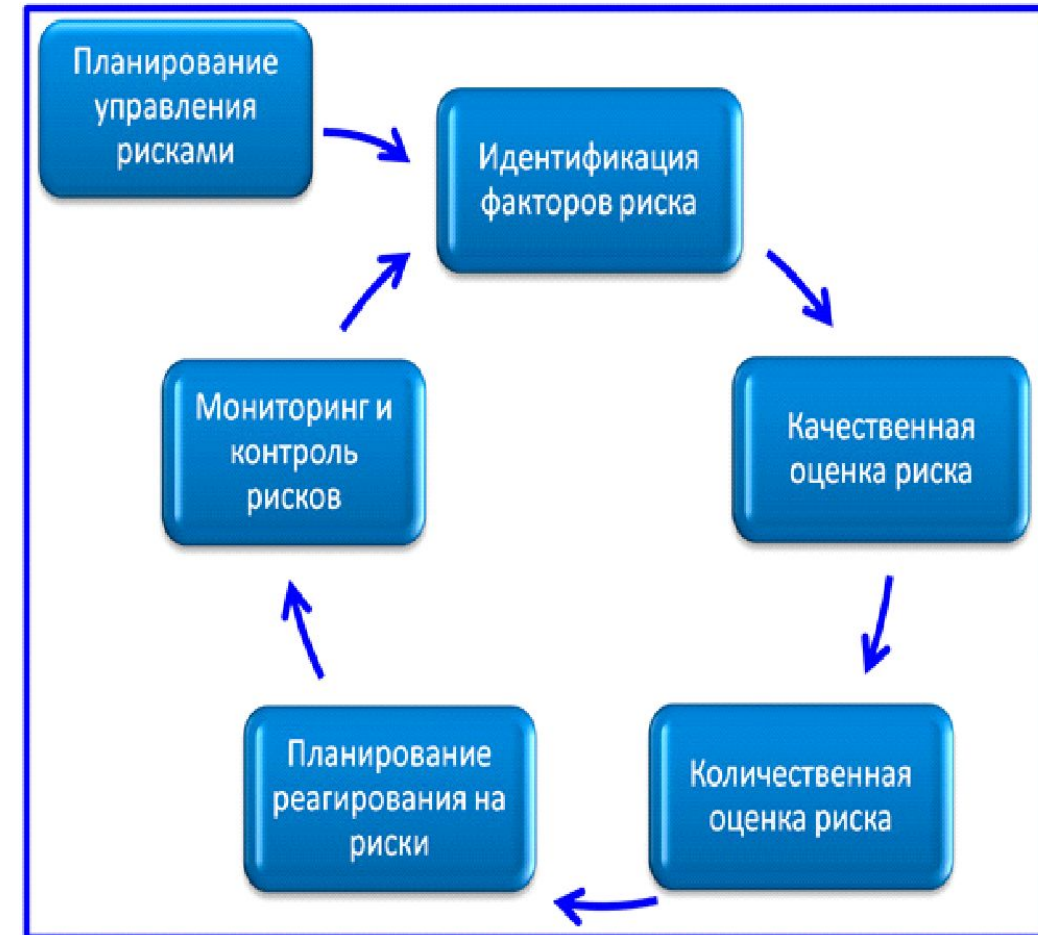 Планирование
управления
рисками
Идентификация
факторов риска
Качественная
оценка риска
Количественная
оценка риска
Планирование
реагирования на
риски
Мониторинг и
контроль
рисков